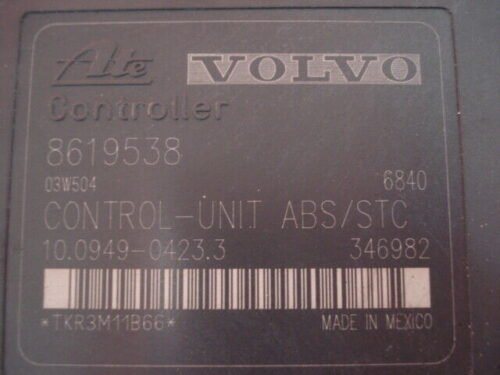 Ate VOLVO
Controller
8619538
03W504 6840
CONTROL-UNIT ABS/STC
10.0949-0423.3 346982
*TKR3M11B66* MADE IN MEXICO